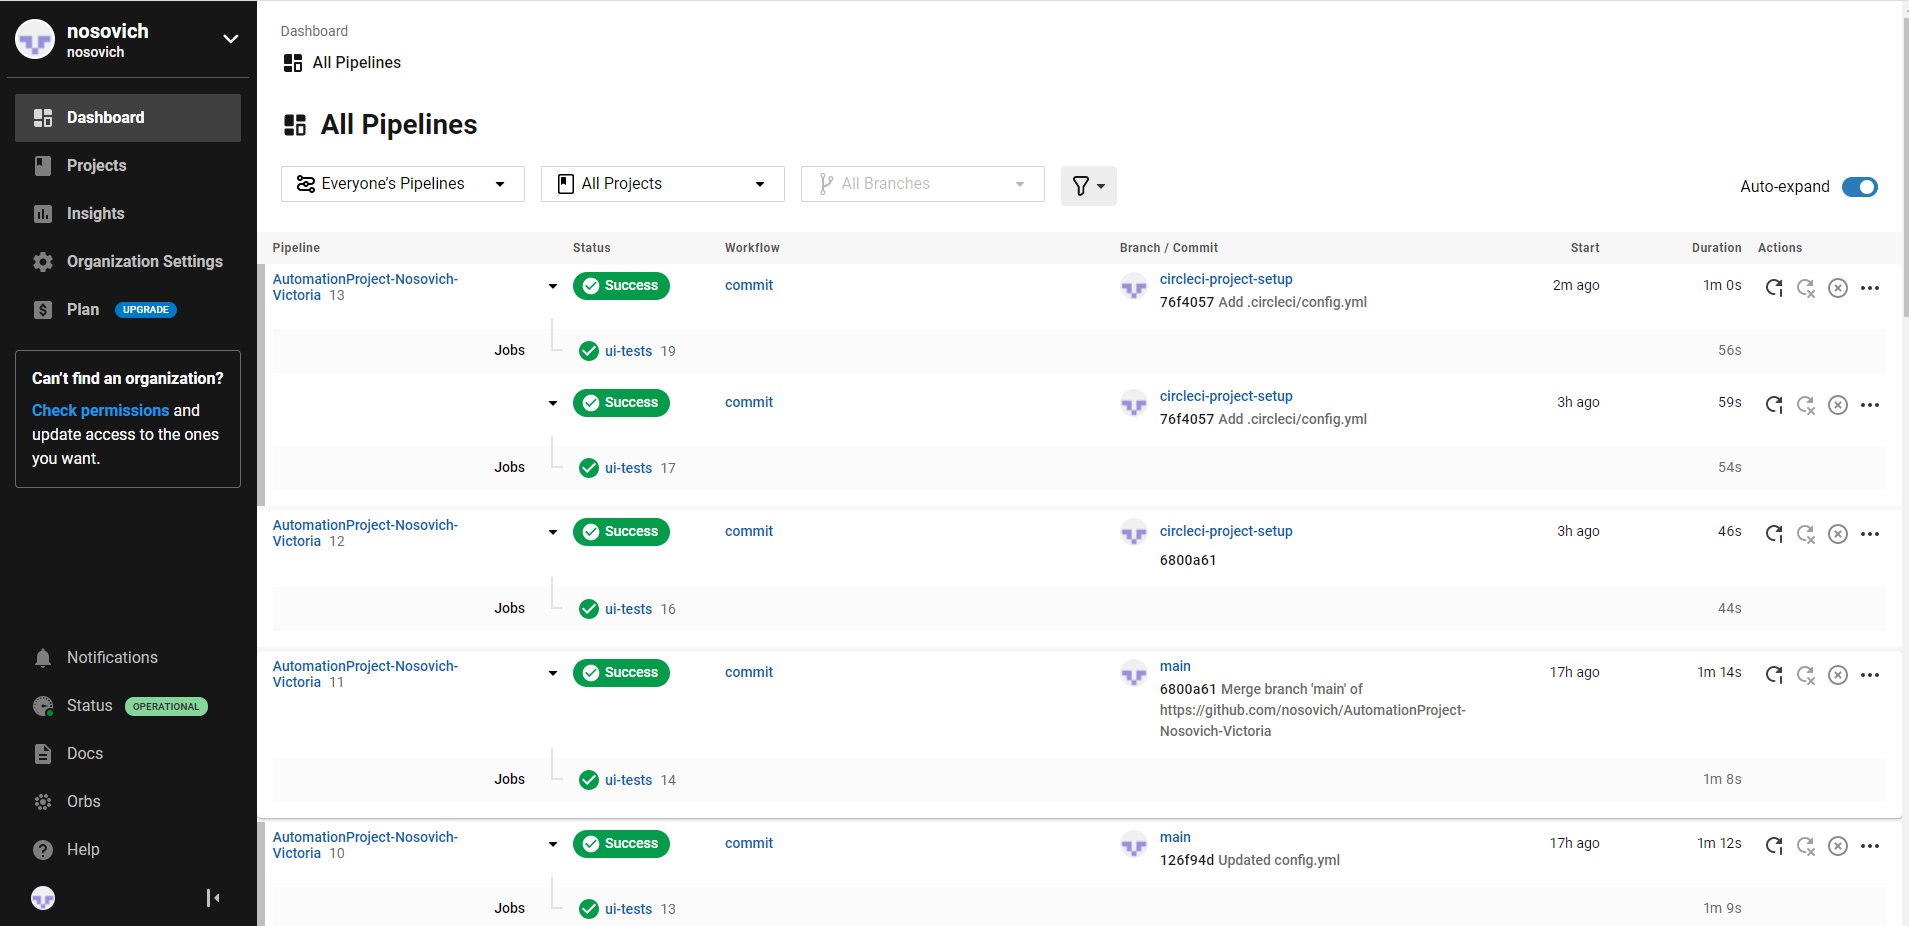 nosovich
nosovich
Dashboard
Projects
Insights
Organization Settings
Plan UPGRADE
Can't find an organization?
Check permissions and
update access to the ones
you want.
Notifications
Status OPERATIONAL
Docs
Orbs
Help
Dashboard
All Pipelines
All Pipelines
Everyone's Pipelines All Projects All Branches Auto-expand
Pipeline Status Workflow Branch / Commit Start Duration Actions
AutomationProject-Nosovich-
Victoria 13
Success commit
circleci-project-setup
76f4057 Add .circleci/config.yml
2m ago 1m 0s
Jobs ui-tests 19 56s
Success commit
circleci-project-setup
76f4057 Add .circleci/config.yml
3h ago 59s
Jobs ui-tests 17 54s
AutomationProject-Nosovich-
Victoria 12
Success commit
circleci-project-setup
6800a61
3h ago 46s
Jobs ui-tests 16 44s
AutomationProject-Nosovich-
Victoria 11
Success commit
main
6800a61 Merge branch 'main' of
https://github.com/nosovich/AutomationProject-
Nosovich-Victoria
17h ago 1m 14s
Jobs ui-tests 14 1m 8s
AutomationProject-Nosovich-
Victoria 10
Success commit
main
126f94d Updated config.yml
17h ago 1m 12s
Jobs ui-tests 13 1m 9s